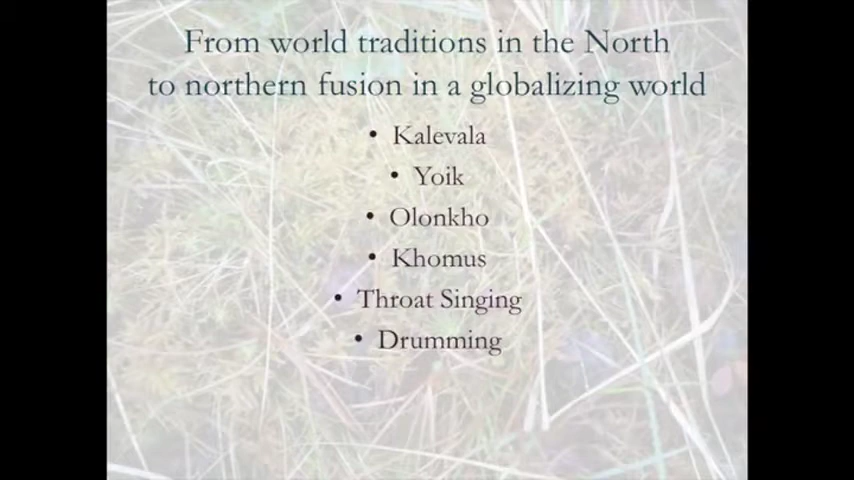 From world traditions in the North
to northern fusion in a globalizing world
• Kalevala
• Yoik
• Olonkho
• Khomus
• Throat Singing
• Drumming